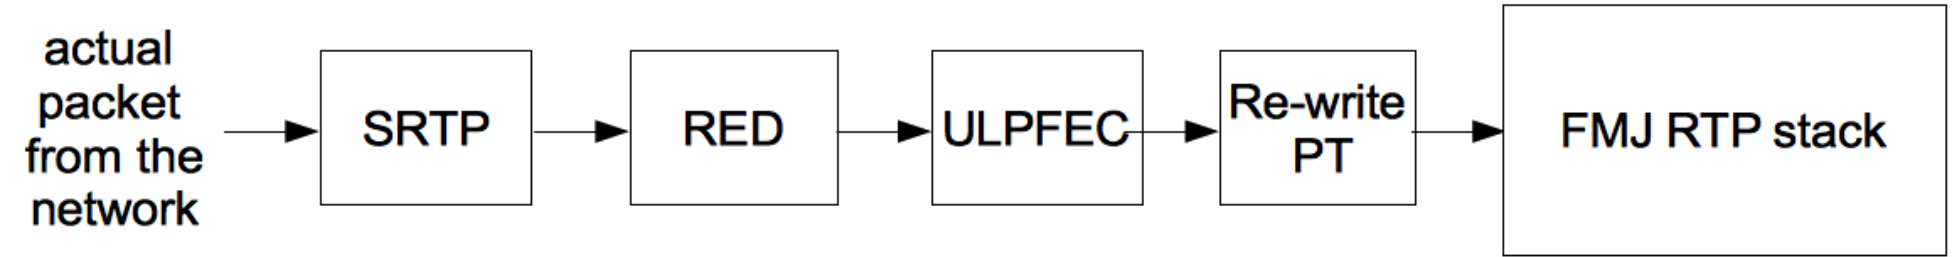 actual
packet
from the
network
SRTP
RED
ULPFEC
Re-write
PT
FMJ RTP stack